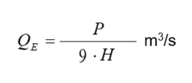 Q_E = P / (9 · H) m³/s